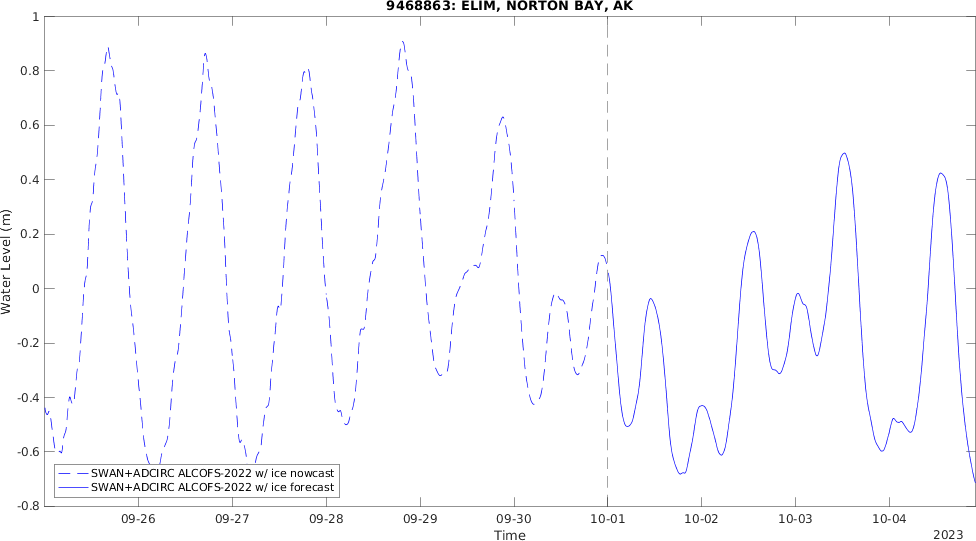 9468863: ELIM, NORTON BAY, AK
Water Level (m)
1
0.8
0.6
0.4
0.2
0
-0.2
-0.4
-0.6
-0.8
SWAN+ADCIRC ALCOFS-2022 w/ ice nowcast
SWAN+ADCIRC ALCOFS-2022 w/ ice forecast
09-26 09-27 09-28 09-29 09-30 10-01 10-02 10-03 10-04
Time
2023